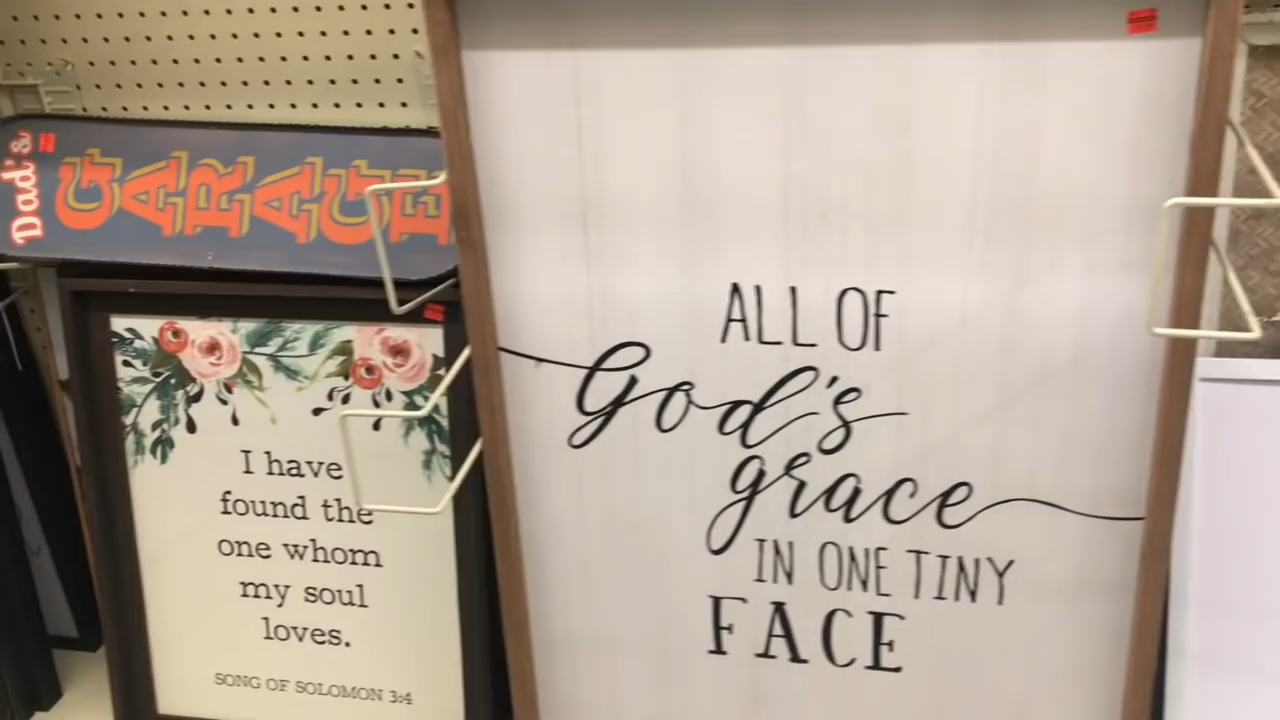 Dad's
GARAGE
I have
found the
one whom
my soul
loves.
SONG OF SOLOMON 3:4
ALL OF
God's
grace
IN ONE TINY
FACE